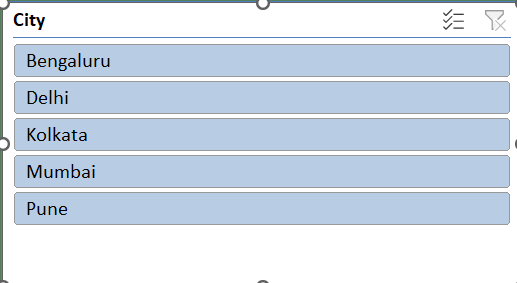 City
Bengaluru
Delhi
Kolkata
Mumbai
Pune